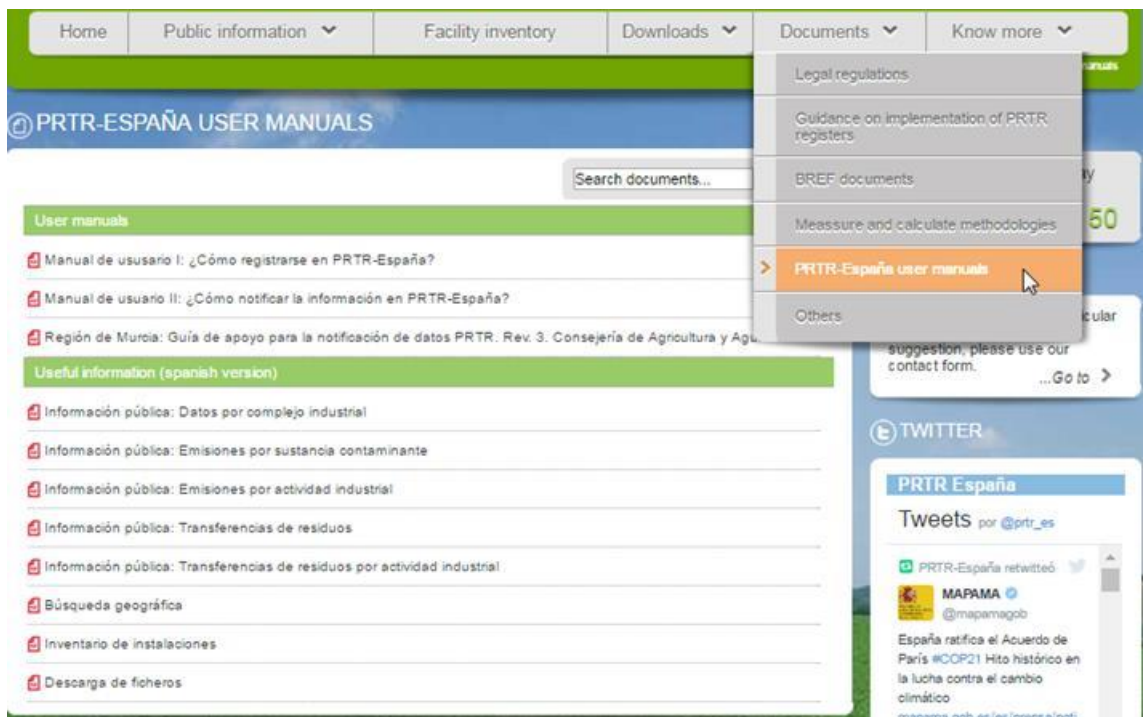 Home
Public information
Facility inventory
Downloads
Documents
Know more
manuals
Legal regulations
Guidance on implementation of PRTR
registers
BREF documents
Meassure and calculate methodologies
PRTR-España user manuals
Others
PRTR-ESPAÑA USER MANUALS
Search documents...
User manuals
Manual de ususario I: ¿Cómo registrarse en PRTR-España?
Manual de usuario II: ¿Cómo notificar la información en PRTR-España?
Región de Murcia: Guía de apoyo para la notificación de datos PRTR. Rev. 3. Consejería de Agricultura y Agu
Useful information (spanish version)
Información pública: Datos por complejo industrial
Información pública: Emisiones por sustancia contaminante
Información pública: Emisiones por actividad industrial
Información pública: Transferencias de residuos
Información pública: Transferencias de residuos por actividad industrial
Búsqueda geográfica
Inventario de instalaciones
Descarga de ficheros
50
cular
suggestion, please use our
contact form.
...Go to
TWITTER
PRTR España
Tweets por @prtr_es
PRTR-España retwitteó
MAPAMA
@mapamagob
España ratifica el Acuerdo de
París #COP21 Hito histórico en
la lucha contra el cambio
climático